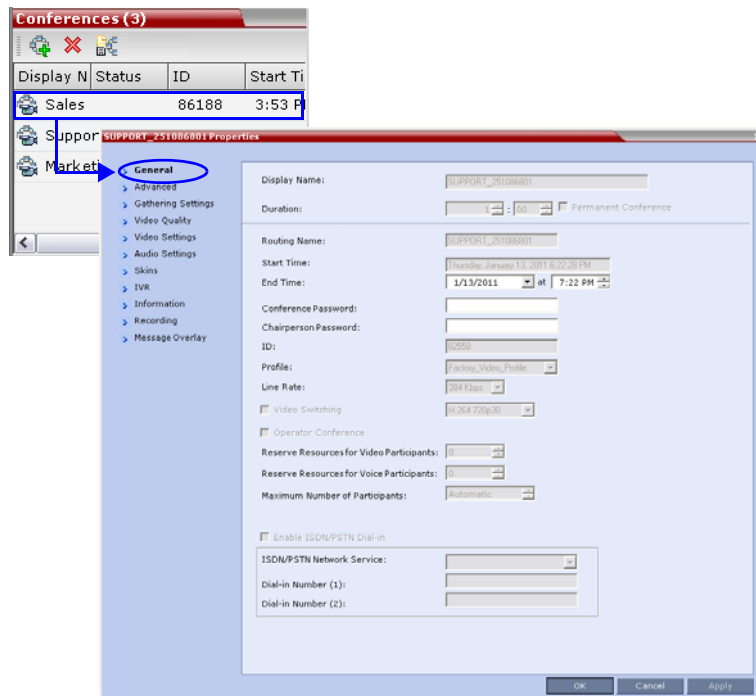 Conferences (3)
Display N Status ID Start Ti
Sales 86188 3:53 P
Suppor
Marketi
SUPPORT_251086801 Properties
General
Advanced
Gathering Settings
Video Quality
Video Settings
Audio Settings
Skins
IVR
Information
Recording
Message Overlay
Display Name: SUPPORT_251086801
Duration: 1 : 00 Permanent Conference
Routing Name: SUPPORT_251086801
Start Time: Thursday, January 13, 2011 6:22:28 PM
End Time: 1/13/2011 at 7:22 PM
Conference Password:
Chairperson Password:
ID: 82558
Profile: Factory_Video_Profile
Line Rate: 384 Kbps
Video Switching H.264 720p30
Operator Conference
Reserve Resources for Video Participants: 0
Reserve Resources for Voice Participants: 0
Maximum Number of Participants: Automatic
Enable ISDN/PSTN Dial-in
ISDN/PSTN Network Service:
Dial-in Number (1):
Dial-in Number (2):
OK Cancel Apply